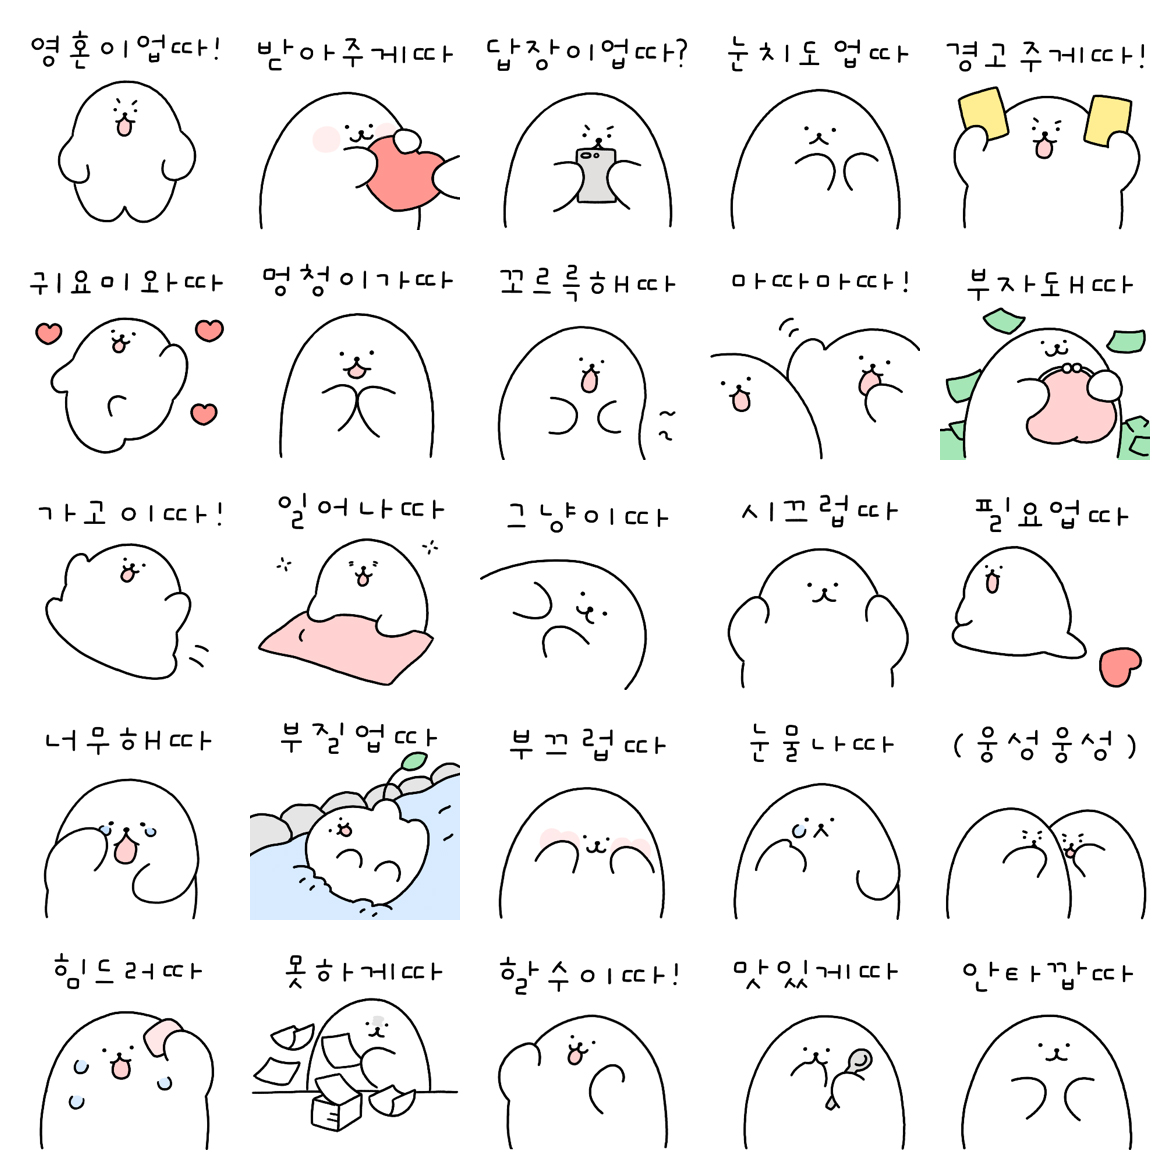 영혼이업따!
받아주게따
답장이업따?
눈치도업따
경고주게따!
귀요미와따
멍청이가따
꼬르륵해따
마따마따!
부자도H따
가고이따!
일어나따
그냥이따
시끄럽따
필요업따
너무해따
부질업따
부끄럽따
눈물나따
(웅성웅성)
힘드러따
못하게따
할수이따!
맛있게따
안타깝따